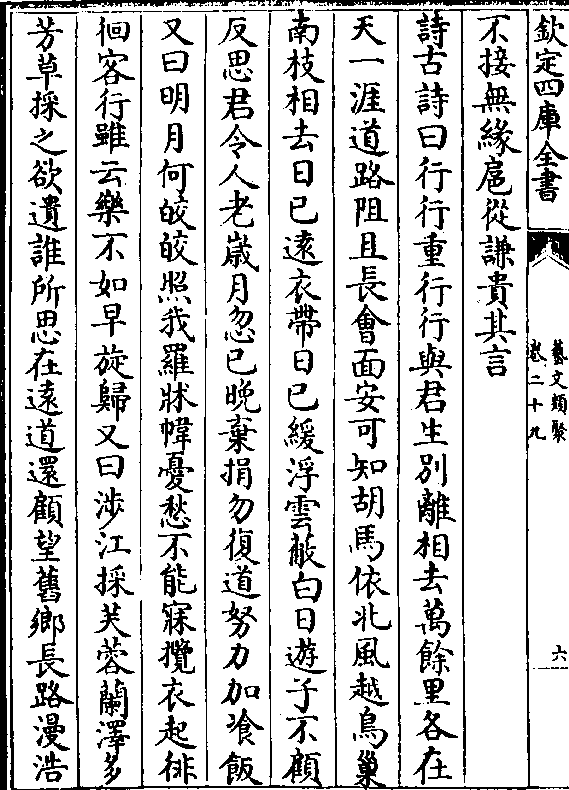 欽定四庫全書
藝文類聚
卷二十九
六
不接無緣扈從謙貴其言
詩古詩曰行行重行行與君生別離相去萬餘里各在
天一涯道路阻且長會面安可知胡馬依北風越鳥巢
南枝相去日已遠衣帶日已緩浮雲蔽白日遊子不顧
反思君令人老嵗月忽已晚棄捐勿復道努力加飡飯
又曰明月何皎皎照我羅牀幃憂愁不能寐攬衣起徘
徊客行雖云樂不如早旋歸又曰涉江採芙蓉蘭澤多
芳草採之欲遺誰所思在遠道還顧望舊鄉長路漫浩